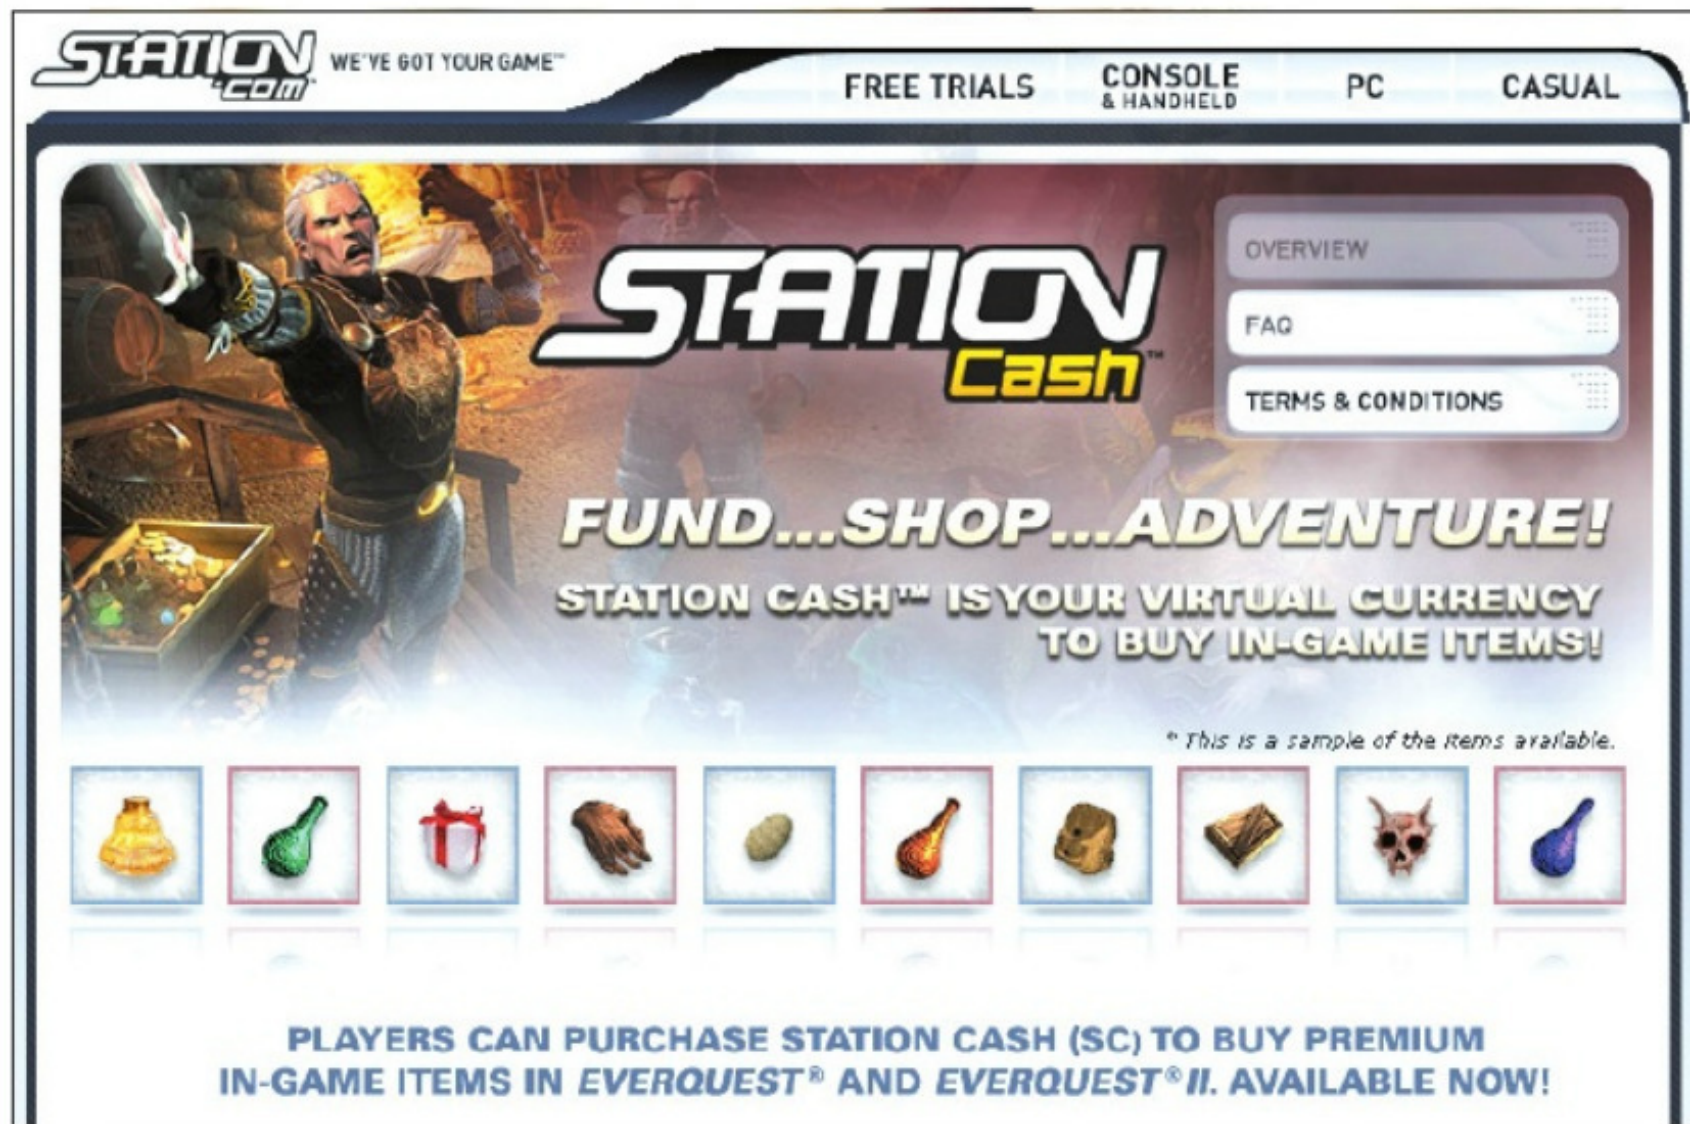 STATION
.COM
WE'VE GOT YOUR GAME™
FREE TRIALS
CONSOLE
& HANDHELD
PC
CASUAL
STATION
Cash™
OVERVIEW
FAQ
TERMS & CONDITIONS
FUND...SHOP...ADVENTURE!
STATION CASH™ IS YOUR VIRTUAL CURRENCY
TO BUY IN-GAME ITEMS!
* This is a sample of the items available.
PLAYERS CAN PURCHASE STATION CASH (SC) TO BUY PREMIUM
IN-GAME ITEMS IN EVERQUEST® AND EVERQUEST® II. AVAILABLE NOW!